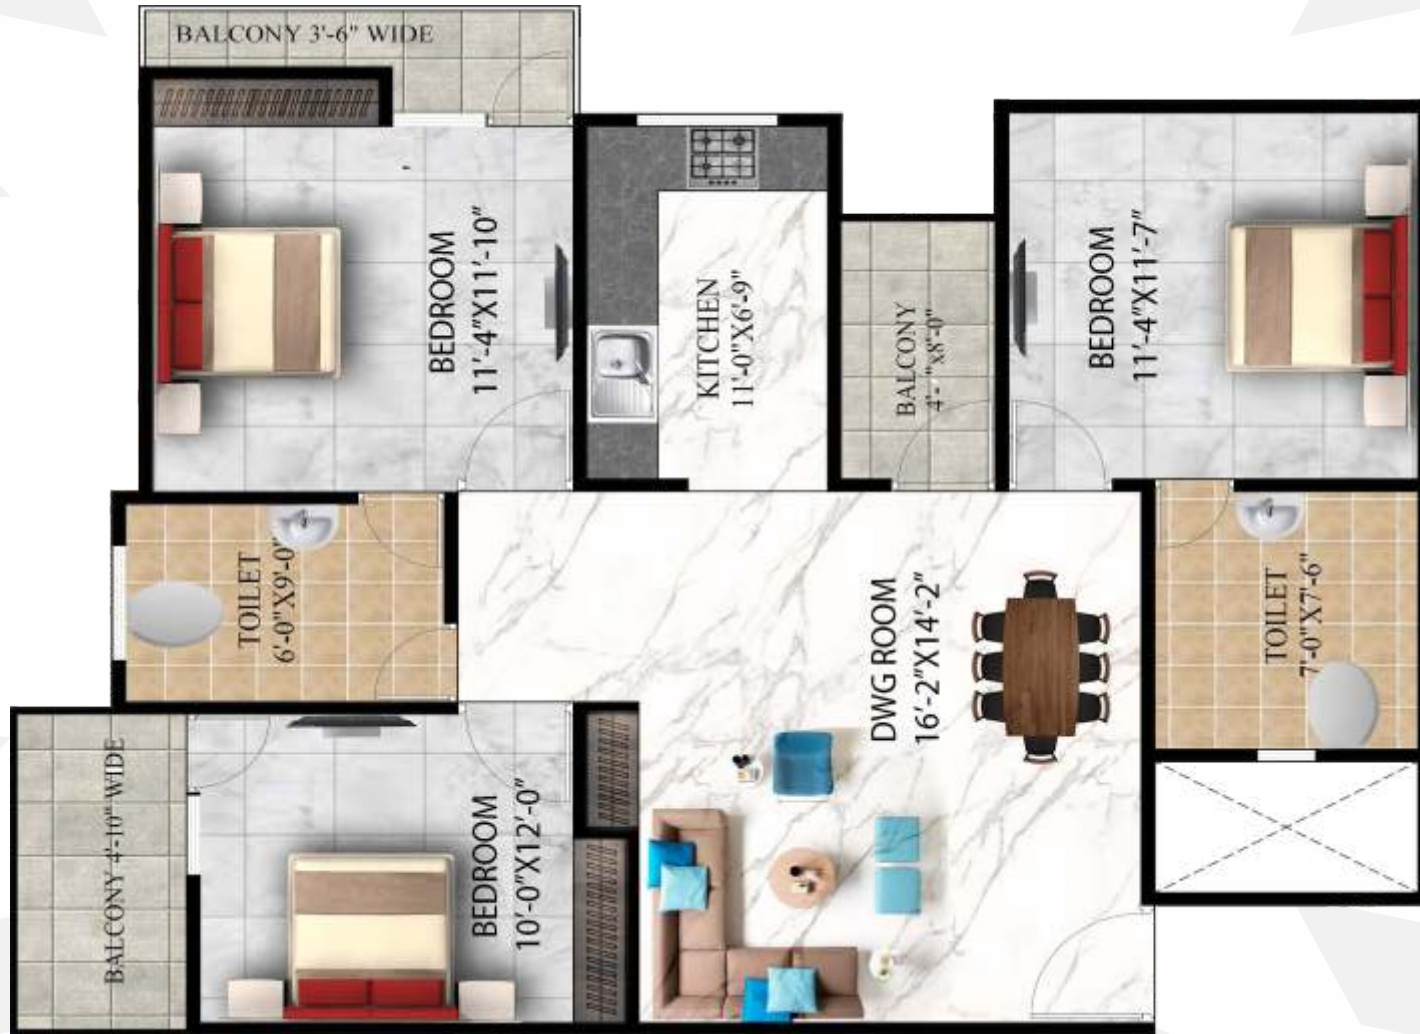 BALCONY 3'-6" WIDE
BEDROOM
11'-4"X11'-10"
KITCHEN
11'-0"X6'-9"
BALCONY
BEDROOM
11'-4"X11'-7"
TOILET
6'-0"X9'-0"
DWG ROOM
16'-2"X14'-2"
TOILET
7'-0"X7'-6"
BALCONY 4'-10" WIDE
BEDROOM
10'-0"X12'-0"